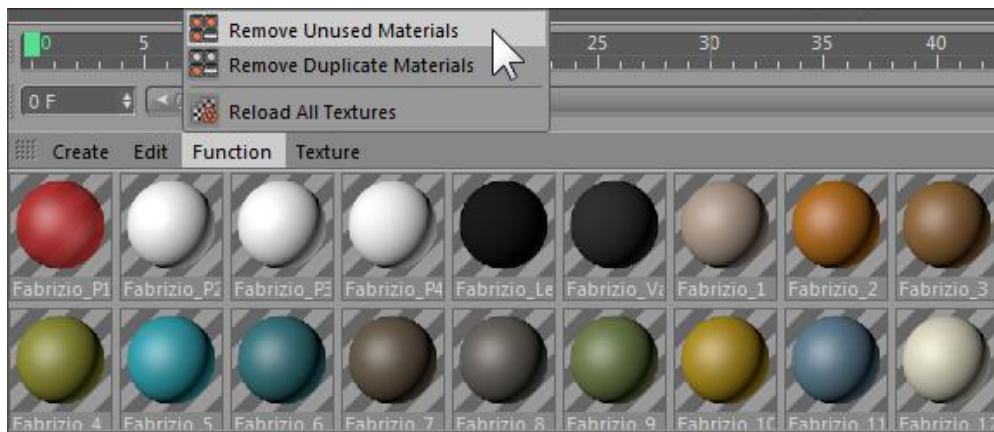 Remove Unused Materials
0 5 25 30 35 40
Remove Duplicate Materials
0 F
Reload All Textures
Create Edit Function Texture
Fabrizio_P1 Fabrizio_P2 Fabrizio_P3 Fabrizio_P4 Fabrizio_Le Fabrizio_Va Fabrizio_1 Fabrizio_2 Fabrizio_3
Fabrizio_4 Fabrizio_5 Fabrizio_6 Fabrizio_7 Fabrizio_8 Fabrizio_9 Fabrizio_10 Fabrizio_11 Fabrizio_12